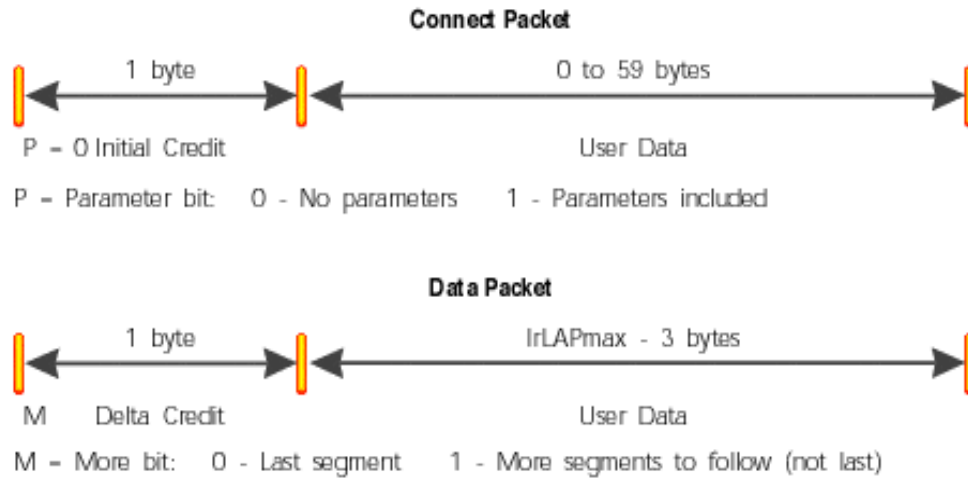 Connect Packet
1 byte 0 to 59 bytes
P = 0 Initial Credit User Data
P = Parameter bit: 0 - No parameters 1 - Parameters included
Data Packet
1 byte IrLAPmax - 3 bytes
M Delta Credit User Data
M = More bit: 0 - Last segment 1 - More segments to follow (not last)